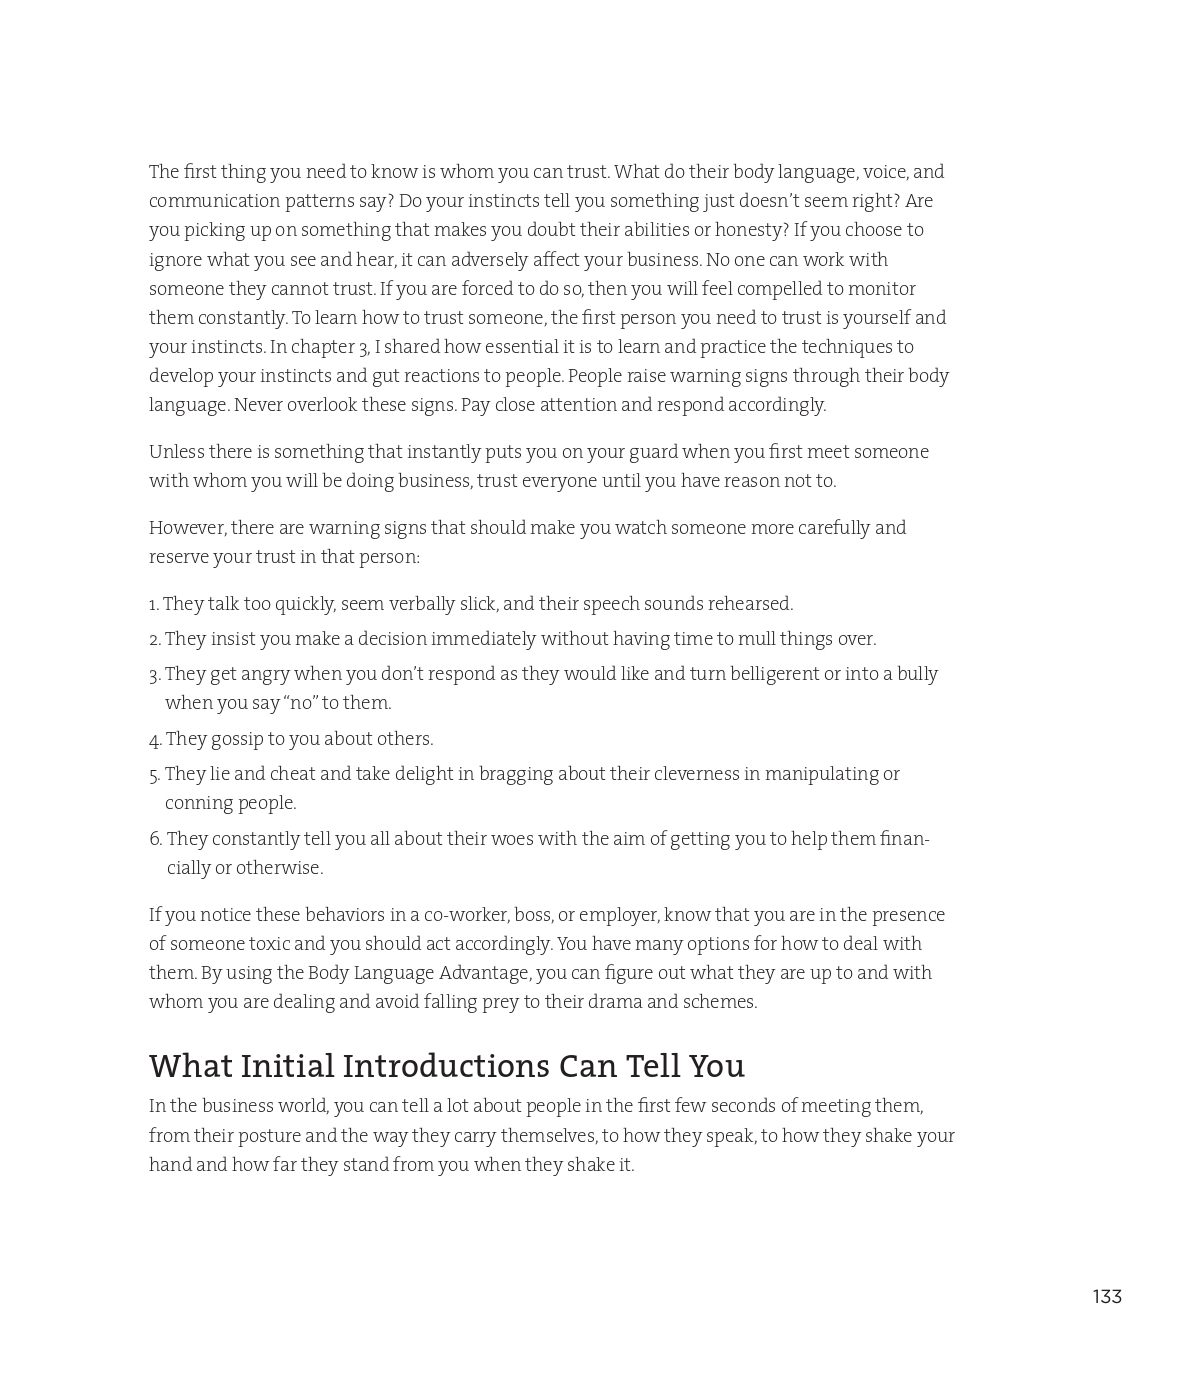 The first thing you need to know is whom you can trust. What do their body language, voice, and
communication patterns say? Do your instincts tell you something just doesn’t seem right? Are
you picking up on something that makes you doubt their abilities or honesty? If you choose to
ignore what you see and hear, it can adversely affect your business. No one can work with
someone they cannot trust. If you are forced to do so, then you will feel compelled to monitor
them constantly. To learn how to trust someone, the first person you need to trust is yourself and
your instincts. In chapter 3, I shared how essential it is to learn and practice the techniques to
develop your instincts and gut reactions to people. People raise warning signs through their body
language. Never overlook these signs. Pay close attention and respond accordingly.
Unless there is something that instantly puts you on your guard when you first meet someone
with whom you will be doing business, trust everyone until you have reason not to.
However, there are warning signs that should make you watch someone more carefully and
reserve your trust in that person:
1. They talk too quickly, seem verbally slick, and their speech sounds rehearsed.
2. They insist you make a decision immediately without having time to mull things over.
3. They get angry when you don’t respond as they would like and turn belligerent or into a bully
when you say “no” to them.
4. They gossip to you about others.
5. They lie and cheat and take delight in bragging about their cleverness in manipulating or
conning people.
6. They constantly tell you all about their woes with the aim of getting you to help them finan-
cially or otherwise.
If you notice these behaviors in a co-worker, boss, or employer, know that you are in the presence
of someone toxic and you should act accordingly. You have many options for how to deal with
them. By using the Body Language Advantage, you can figure out what they are up to and with
whom you are dealing and avoid falling prey to their drama and schemes.
What Initial Introductions Can Tell You
In the business world, you can tell a lot about people in the first few seconds of meeting them,
from their posture and the way they carry themselves, to how they speak, to how they shake your
hand and how far they stand from you when they shake it.
133